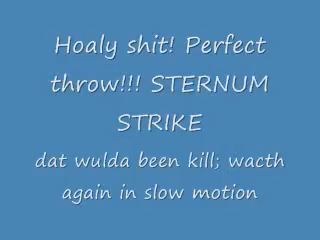 Hoaly shit! Perfect
throw!!! STERNUM
STRIKE
dat wulda been kill; wacth
again in slow motion